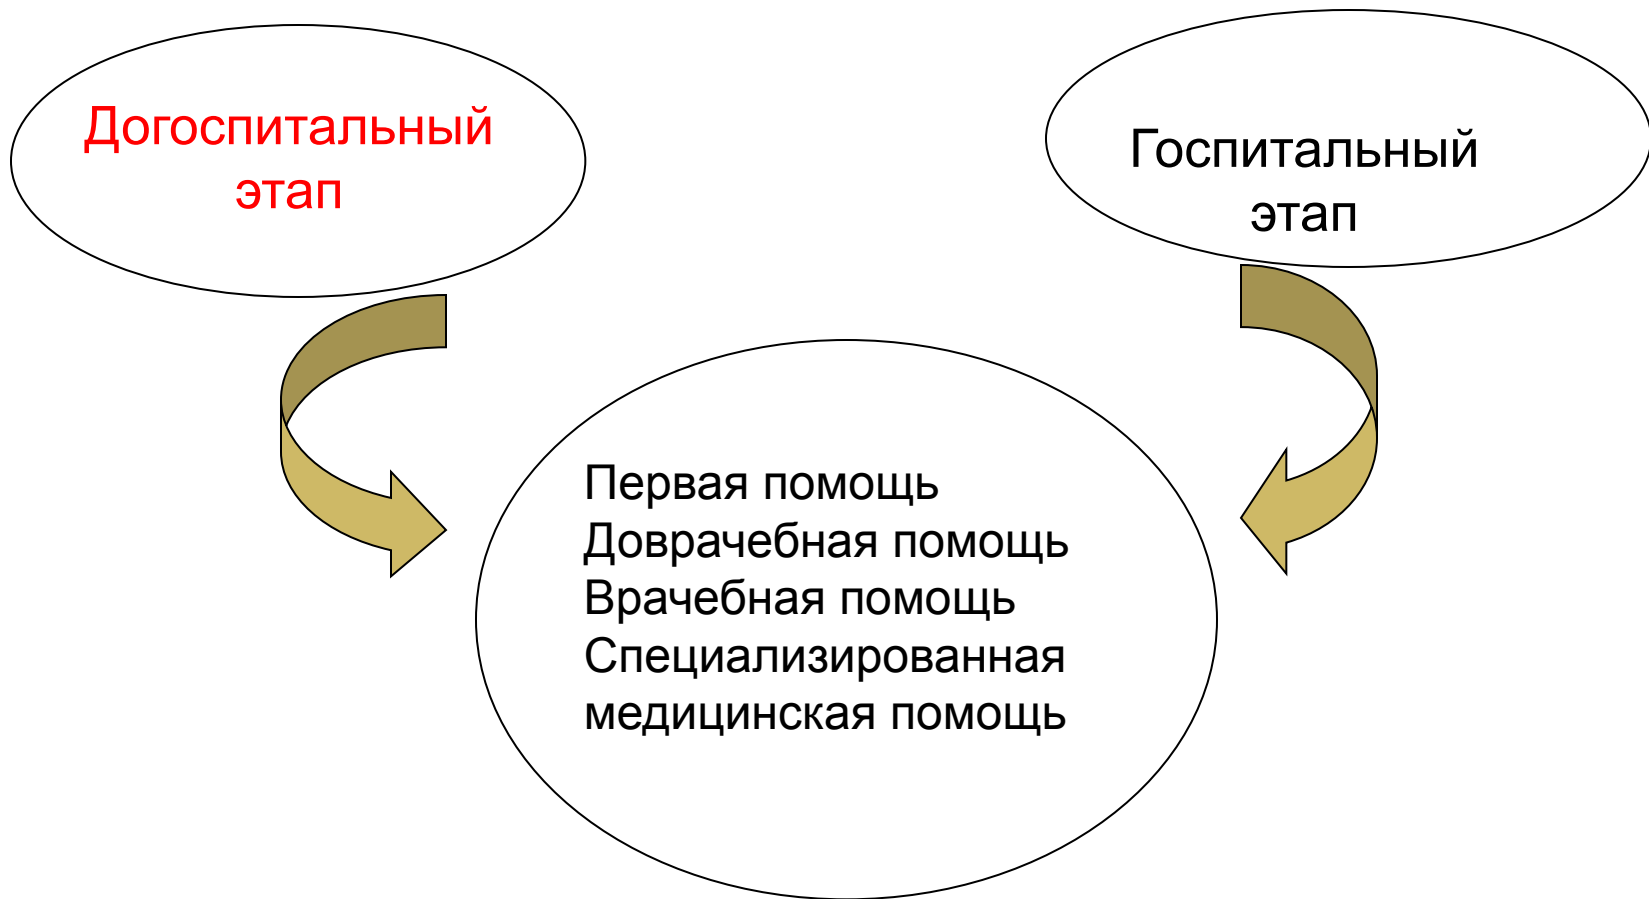 Догоспитальный
этап
Госпитальный
этап
Первая помощь
Доврачебная помощь
Врачебная помощь
Специализированная
медицинская помощь